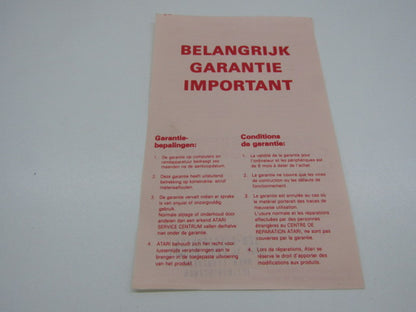 BELANGRIJK
GARANTIE
IMPORTANT
Garantie-
bepalingen:
1. De garantie op computers en
randapparatuur bedraagt zes
maanden na de aankoopdatum.
2. Deze garantie heeft uitsluitend
betrekking op konstruktie- en/of
materiaalfouten.
3. De garantie vervalt indien er sprake
is van onjuist of onzorgvuldig
gebruik.
Normale slijtage of onderhoud door
anderen dan een erkend ATARI
SERVICE CENTRUM vallen derhalve
niet onder de garantie.
4. ATARI behoudt zich het recht voor
tussentijds veranderingen aan te
brengen in de toegepaste uitvoering
van het produkt.
Conditions
de garantie:
1. La validité de la garantie pour
l'ordinateur et les périphériques est
de 6 mois à dater de l'achat.
2. La garantie ne couvre que les vices
de construction ou les défauts de
fonctionnement.
3. La garantie est annulée au cas où
le matériel porterait des traces de
mauvaise utilisation.
L'usure normale et les réparations
effectuées par des personnes
étrangères au CENTRE DE
REPARATION ATARI, ne sont pas
couvertes par la garantie.
4. Lors de réparations, Atari se
réserve le droit d'apporter des
modifications aux produits.